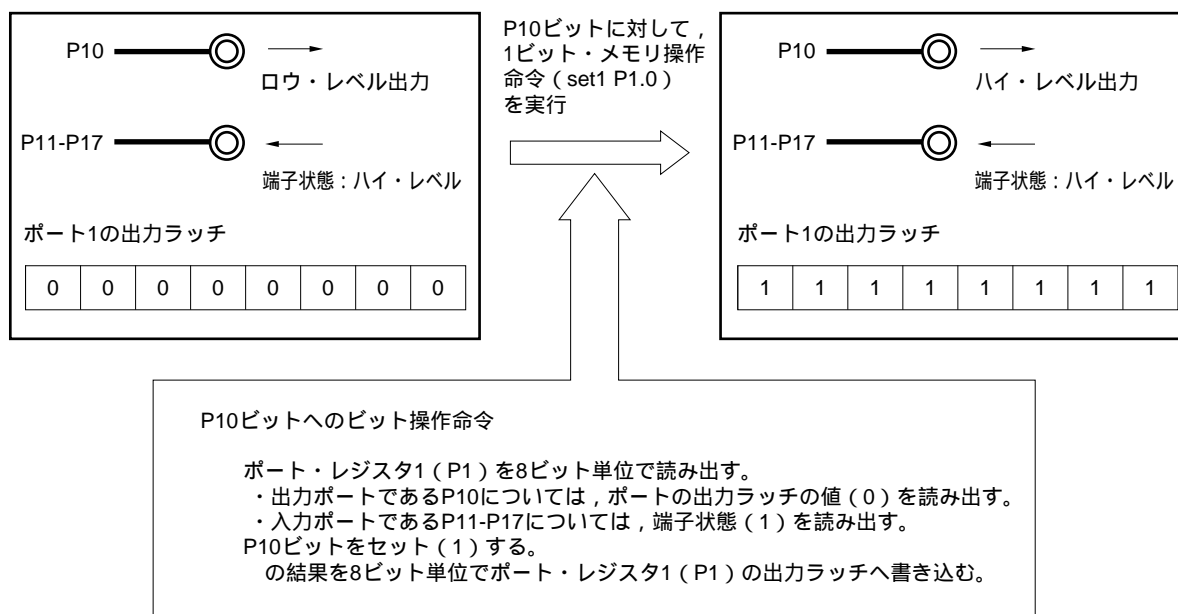 P10
ロウ・レベル出力
P11-P17
端子状態：ハイ・レベル
ポート1の出力ラッチ
0 0 0 0 0 0 0 0
P10ビットに対して，
1ビット・メモリ操作
命令（set1 P1.0）
を実行
P10
ハイ・レベル出力
P11-P17
端子状態：ハイ・レベル
ポート1の出力ラッチ
1 1 1 1 1 1 1 1
P10ビットへのビット操作命令
ポート・レジスタ1（P1）を8ビット単位で読み出す。
・出力ポートであるP10については，ポートの出力ラッチの値（0）を読み出す。
・入力ポートであるP11-P17については，端子状態（1）を読み出す。
P10ビットをセット（1）する。
の結果を8ビット単位でポート・レジスタ1（P1）の出力ラッチへ書き込む。